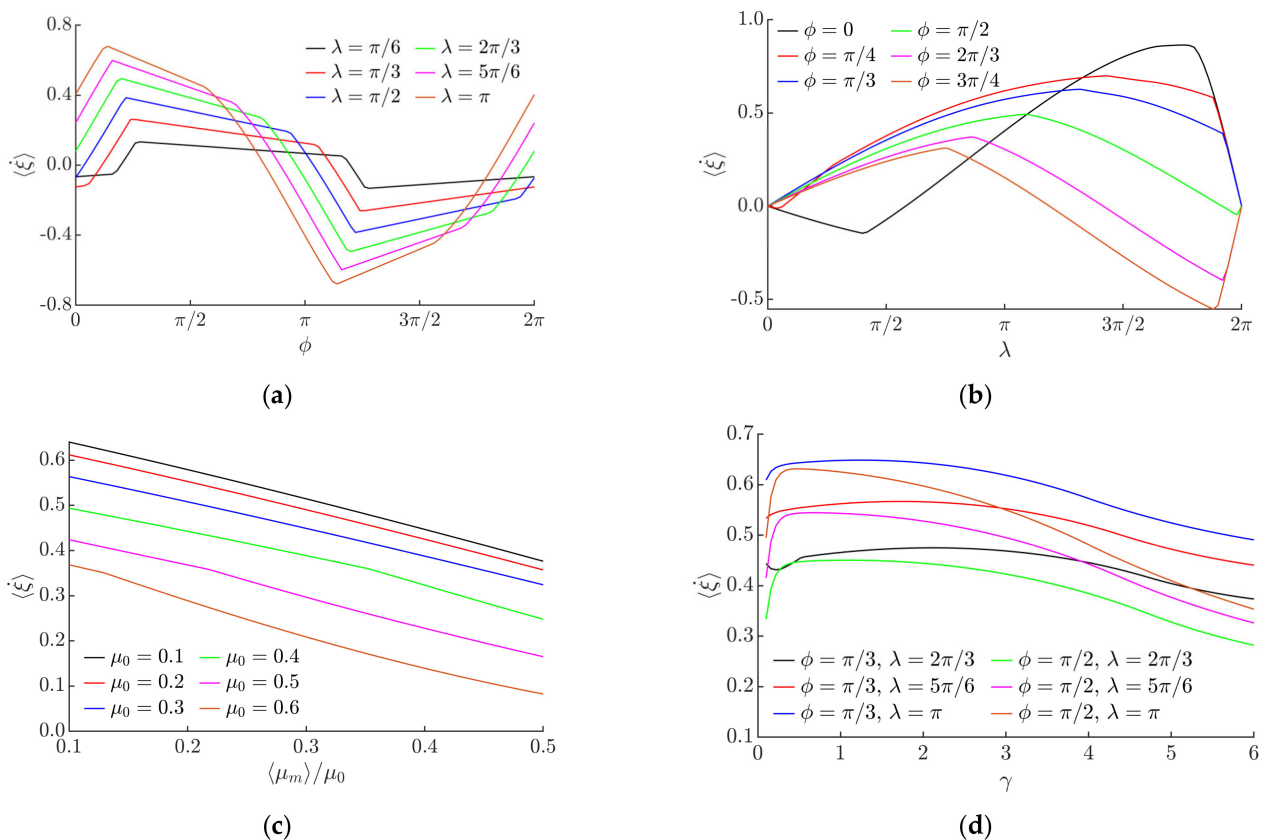 0.8
0.4
0.0
-0.4
-0.8
⟨ξ̇⟩
λ = π/6 λ = 2π/3
λ = π/3 λ = 5π/6
λ = π/2 λ = π
0 π/2 π 3π/2 2π
ϕ
(a)
1.0
0.5
0.0
-0.5
⟨ξ̇⟩
ϕ = 0 ϕ = π/2
ϕ = π/4 ϕ = 2π/3
ϕ = π/3 ϕ = 3π/4
0 π/2 π 3π/2 2π
λ
(b)
0.6
0.5
0.4
0.3
0.2
0.1
0.0
⟨ξ̇⟩
μ₀ = 0.1 μ₀ = 0.4
μ₀ = 0.2 μ₀ = 0.5
μ₀ = 0.3 μ₀ = 0.6
0.1 0.2 0.3 0.4 0.5
⟨μₘ⟩/μ₀
(c)
0.7
0.6
0.5
0.4
0.3
0.2
0.1
⟨ξ̇⟩
ϕ = π/3, λ = 2π/3 ϕ = π/2, λ = 2π/3
ϕ = π/3, λ = 5π/6 ϕ = π/2, λ = 5π/6
ϕ = π/3, λ = π ϕ = π/2, λ = π
0 1 2 3 4 5 6
γ
(d)